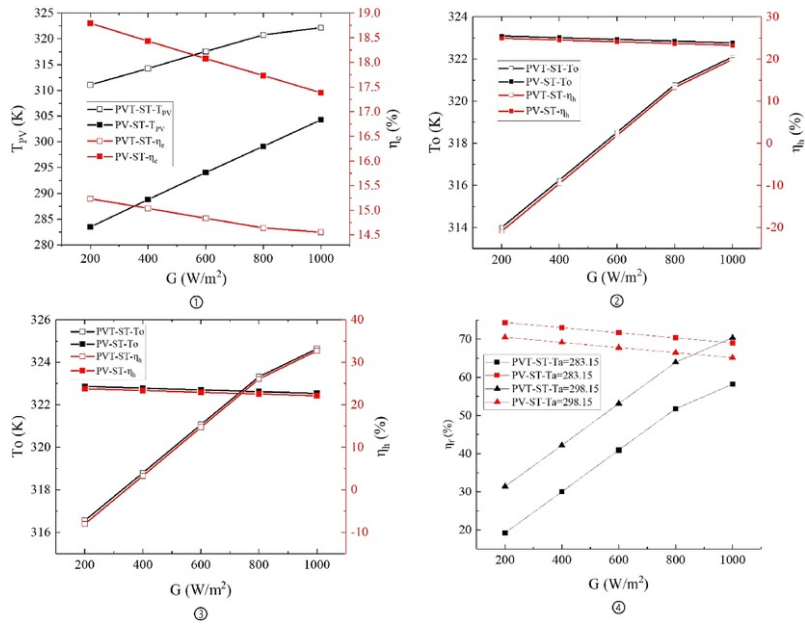 325
320
315
310
305
300
295
290
285
280
T_PV (K)
19.0
18.5
18.0
17.5
17.0
16.5
16.0
15.5
15.0
14.5
η_e (%)
PVT-ST-T_PV
PV-ST-T_PV
PVT-ST-η_e
PV-ST-η_e
200 400 600 800 1000
G (W/m²)
①
324
322
320
318
316
314
To (K)
30
20
10
0
-10
-20
η_h (%)
PVT-ST-To
PV-ST-To
PVT-ST-η_h
PV-ST-η_h
200 400 600 800 1000
G (W/m²)
②
326
324
322
320
318
316
To (K)
40
30
20
10
0
-10
η_h (%)
PVT-ST-To
PV-ST-To
PVT-ST-η_h
PV-ST-η_h
200 400 600 800 1000
G (W/m²)
③
70
60
50
40
30
20
(%)
PVT-ST-Ta=283.15
PV-ST-Ta=283.15
PVT-ST-Ta=298.15
PV-ST-Ta=298.15
200 400 600 800 1000
G (W/m²)
④